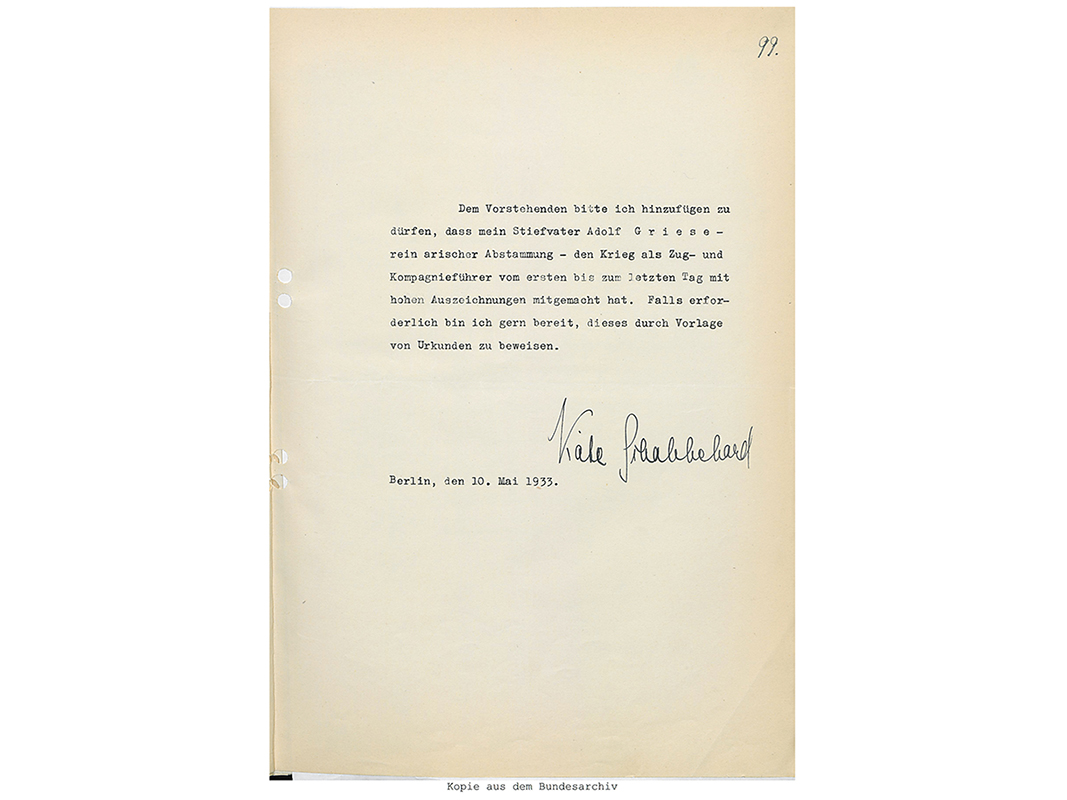 99.
Dem Vorstehenden bitte ich hinzufügen zu
dürfen, dass mein Stiefvater Adolf G r i e s e –
rein arischer Abstammung – den Krieg als Zug- und
Kompagnieführer vom ersten bis zum letzten Tag mit
hohen Auszeichnungen mitgemacht hat. Falls erfor-
derlich bin ich gern bereit, dieses durch Vorlage
von Urkunden zu beweisen.
Käte
Berlin, den 10. Mai 1933.
Kopie aus dem Bundesarchiv